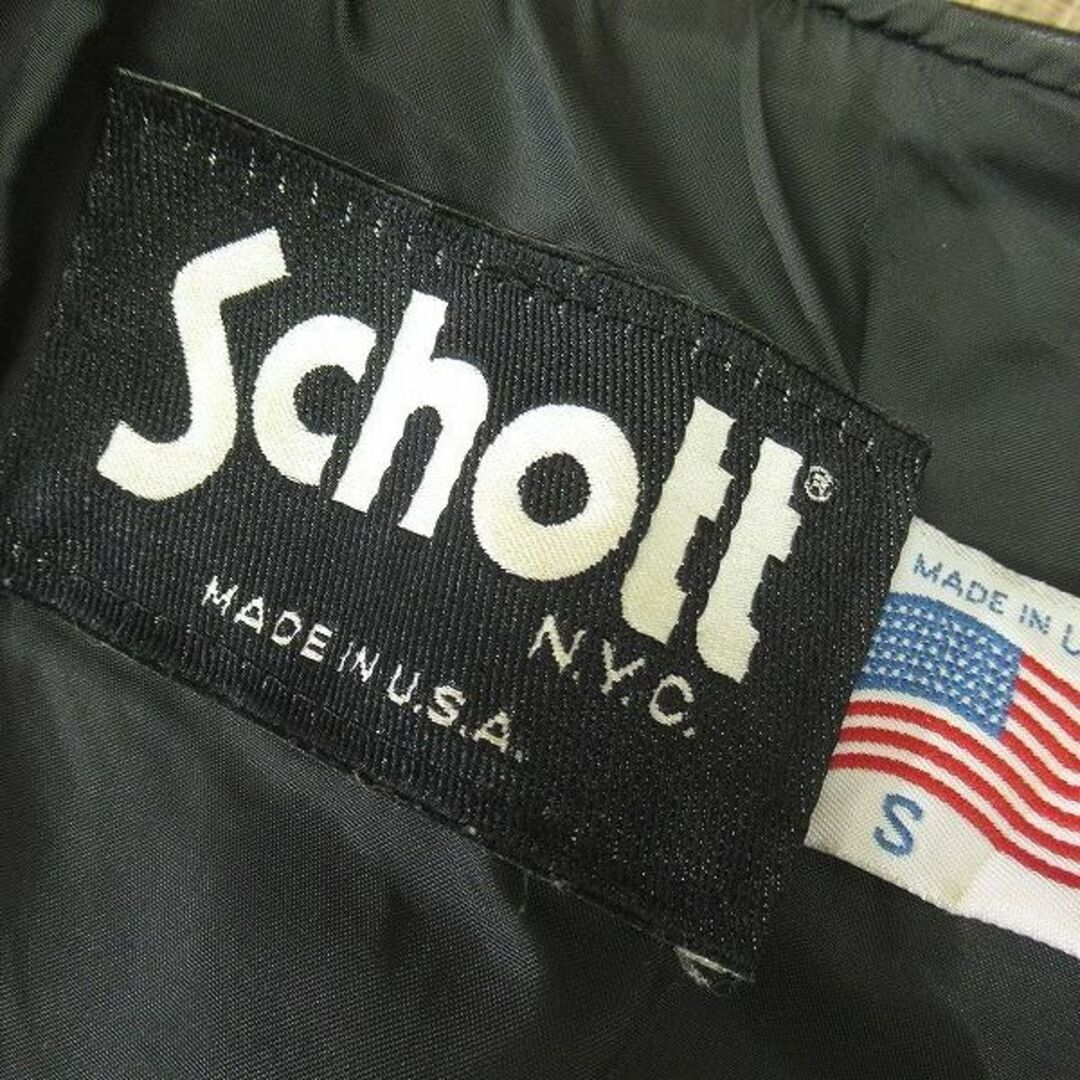 Schott®
N.Y.C.
MADE IN U.S.A.
MADE IN U
S